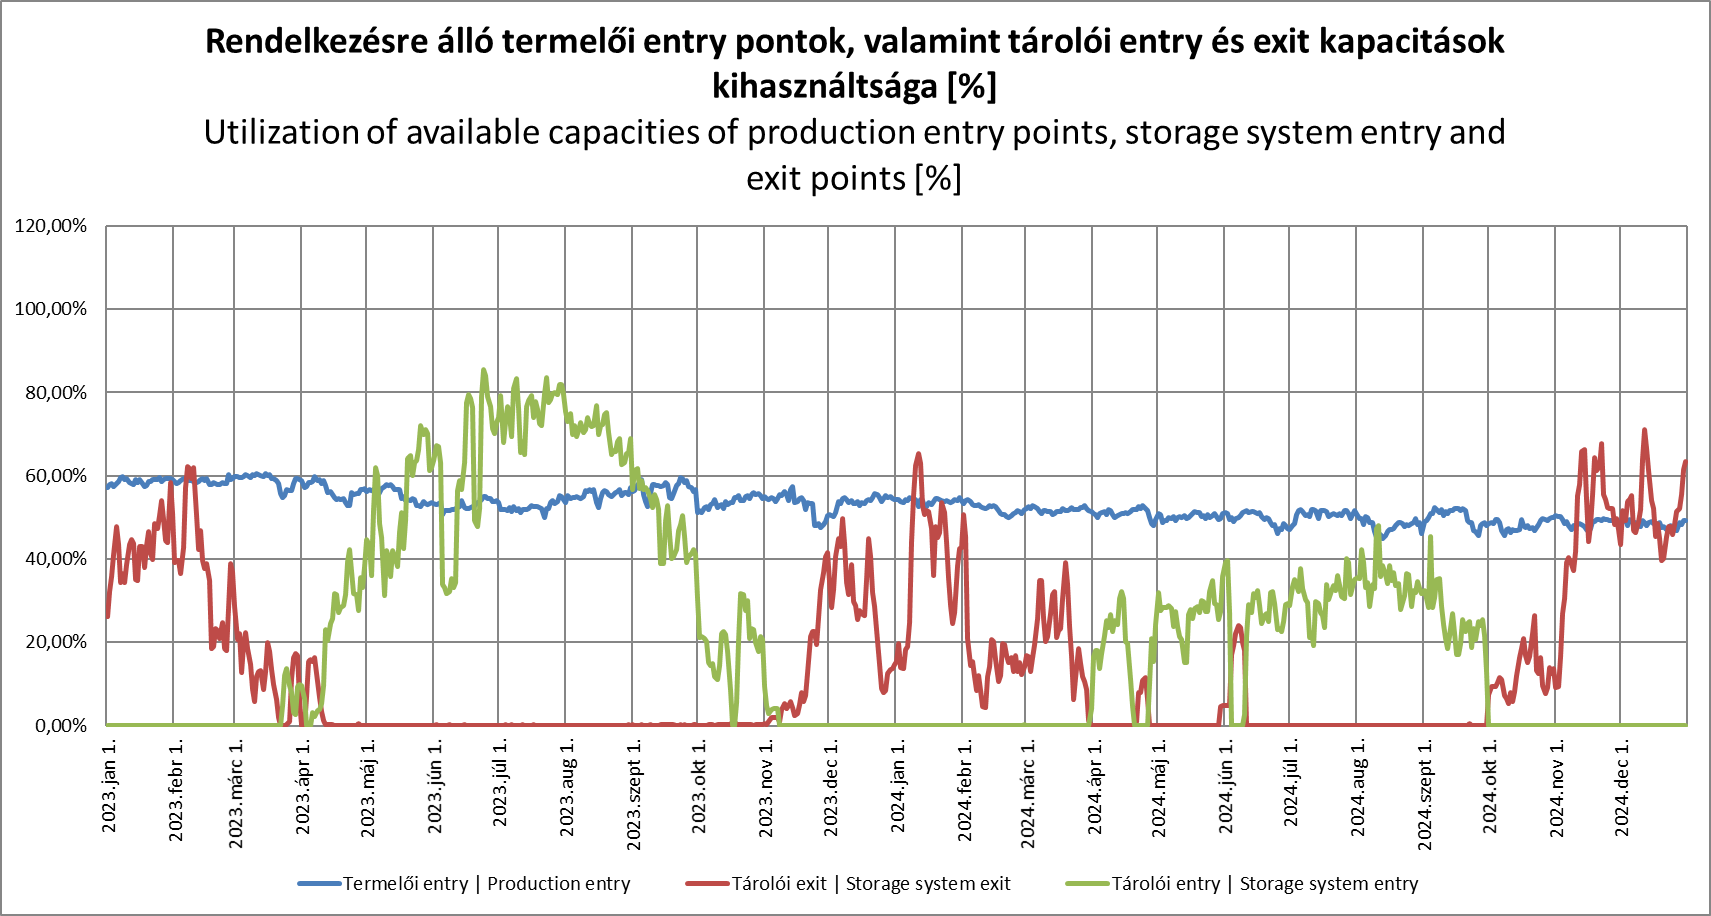 Rendelkezésre álló termelői entry pontok, valamint tárolói entry és exit kapacitások
kihasználtsága [%]
Utilization of available capacities of production entry points, storage system entry and
exit points [%]
120,00%
100,00%
80,00%
60,00%
40,00%
20,00%
0,00%
2023.jan 1.
2023.febr 1.
2023.márc 1.
2023.ápr 1.
2023.máj 1.
2023.jún 1.
2023.júl 1.
2023.aug 1.
2023.szept 1.
2023.okt 1.
2023.nov 1.
2023.dec 1.
2024.jan 1.
2024.febr 1.
2024.márc 1.
2024.ápr 1.
2024.máj 1.
2024.jún 1.
2024.júl 1.
2024.aug 1.
2024.szept 1.
2024.okt 1.
2024.nov 1.
2024.dec 1.
Termelői entry | Production entry
Tárolói exit | Storage system exit
Tárolói entry | Storage system entry